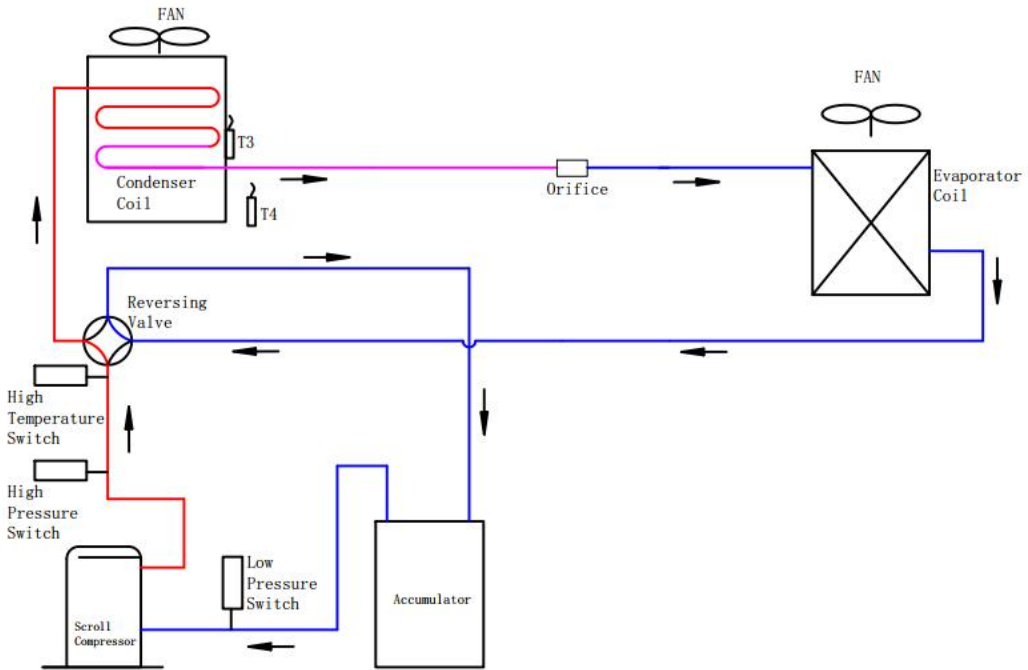 FAN
FAN
T3
Condenser
Coil
T4
Orifice
Evaporator
Coil
Reversing
Valve
High
Temperature
Switch
High
Pressure
Switch
Low
Pressure
Switch
Accumulator
Scroll
Compressor